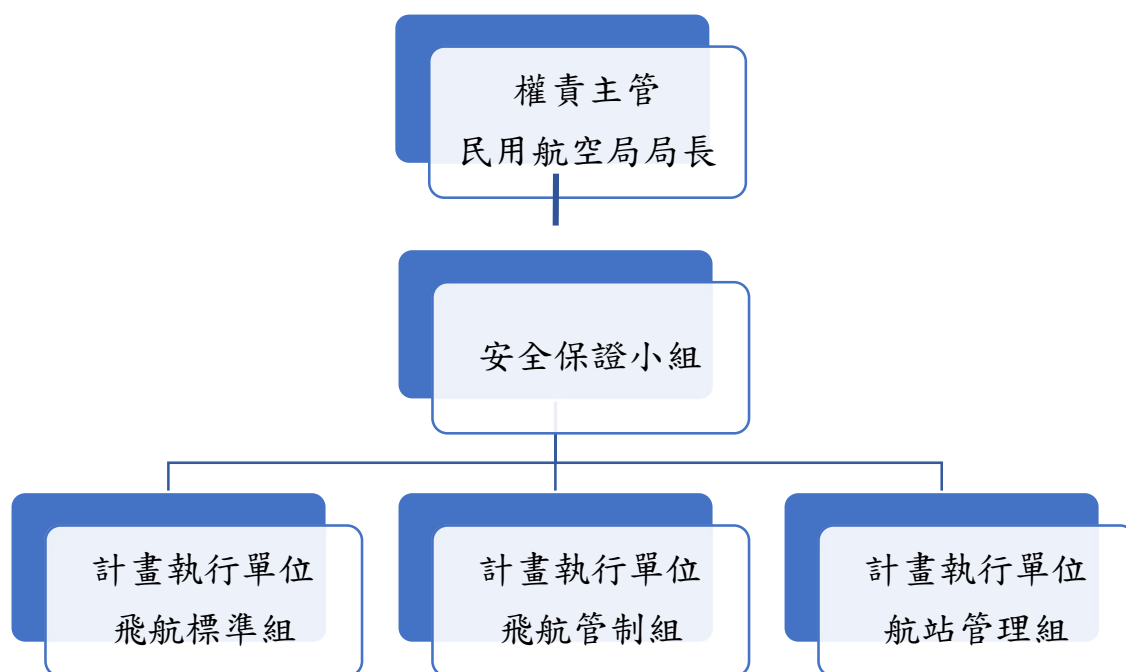 權責主管
民用航空局局長
安全保證小組
計畫執行單位
飛航標準組
計畫執行單位
飛航管制組
計畫執行單位
航站管理組